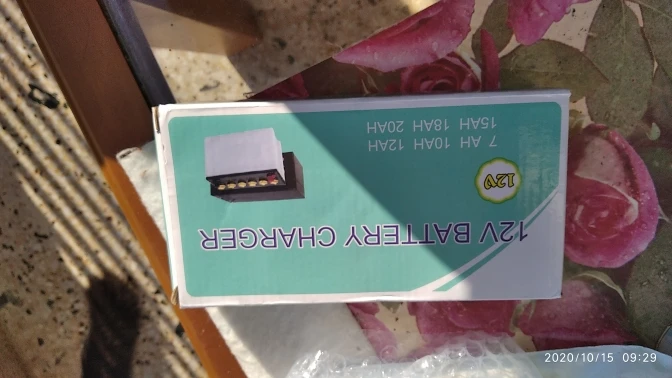 12V BATTERY CHARGER
12V
7 AH 10AH 12AH
15AH 18AH 20AH
2020/10/15 09:29